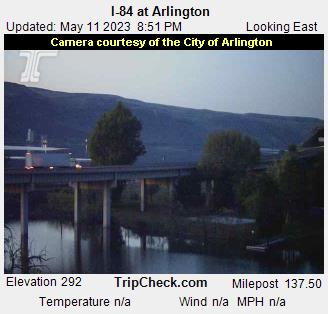 I-84 at Arlington
Updated: May 11 2023 8:51 PM Looking East
Camera courtesy of the City of Arlington
Elevation 292 TripCheck.com Milepost 137.50
Temperature n/a Wind n/a MPH n/a